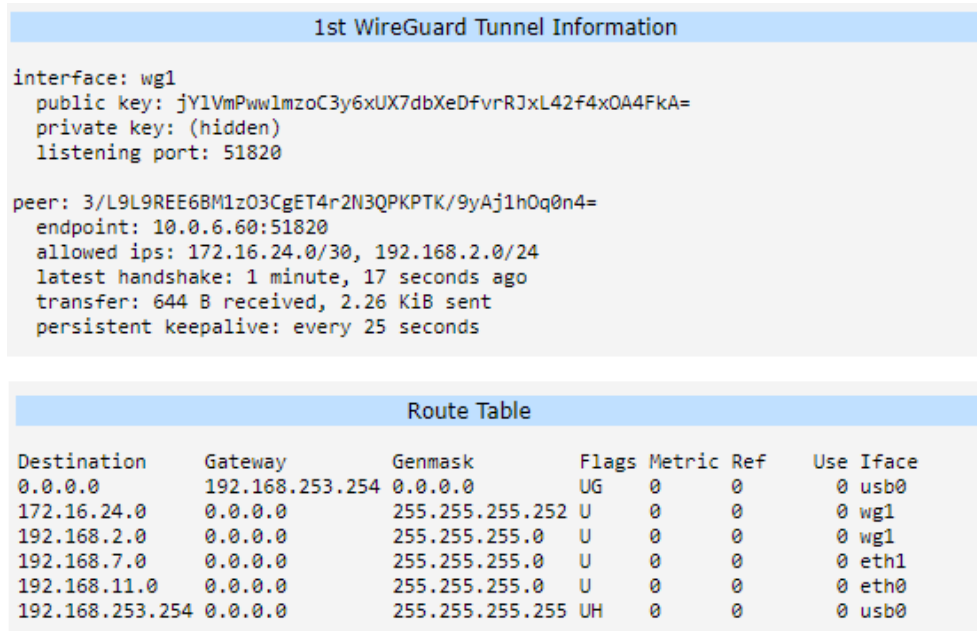 1st WireGuard Tunnel Information
interface: wg1
public key: jYlVmPwwlmzoC3y6xUX7dbXeDfvrRJxL42f4xOA4FkA=
private key: (hidden)
listening port: 51820
peer: 3/L9L9REE6BM1zO3CgET4r2N3QPKPTK/9yAj1hOq0n4=
endpoint: 10.0.6.60:51820
allowed ips: 172.16.24.0/30, 192.168.2.0/24
latest handshake: 1 minute, 17 seconds ago
transfer: 644 B received, 2.26 KiB sent
persistent keepalive: every 25 seconds
Route Table
Destination Gateway Genmask Flags Metric Ref Use Iface
0.0.0.0 192.168.253.254 0.0.0.0 UG 0 0 0 usb0
172.16.24.0 0.0.0.0 255.255.255.252 U 0 0 0 wg1
192.168.2.0 0.0.0.0 255.255.255.0 U 0 0 0 wg1
192.168.7.0 0.0.0.0 255.255.255.0 U 0 0 0 eth1
192.168.11.0 0.0.0.0 255.255.255.0 U 0 0 0 eth0
192.168.253.254 0.0.0.0 255.255.255.255 UH 0 0 0 usb0